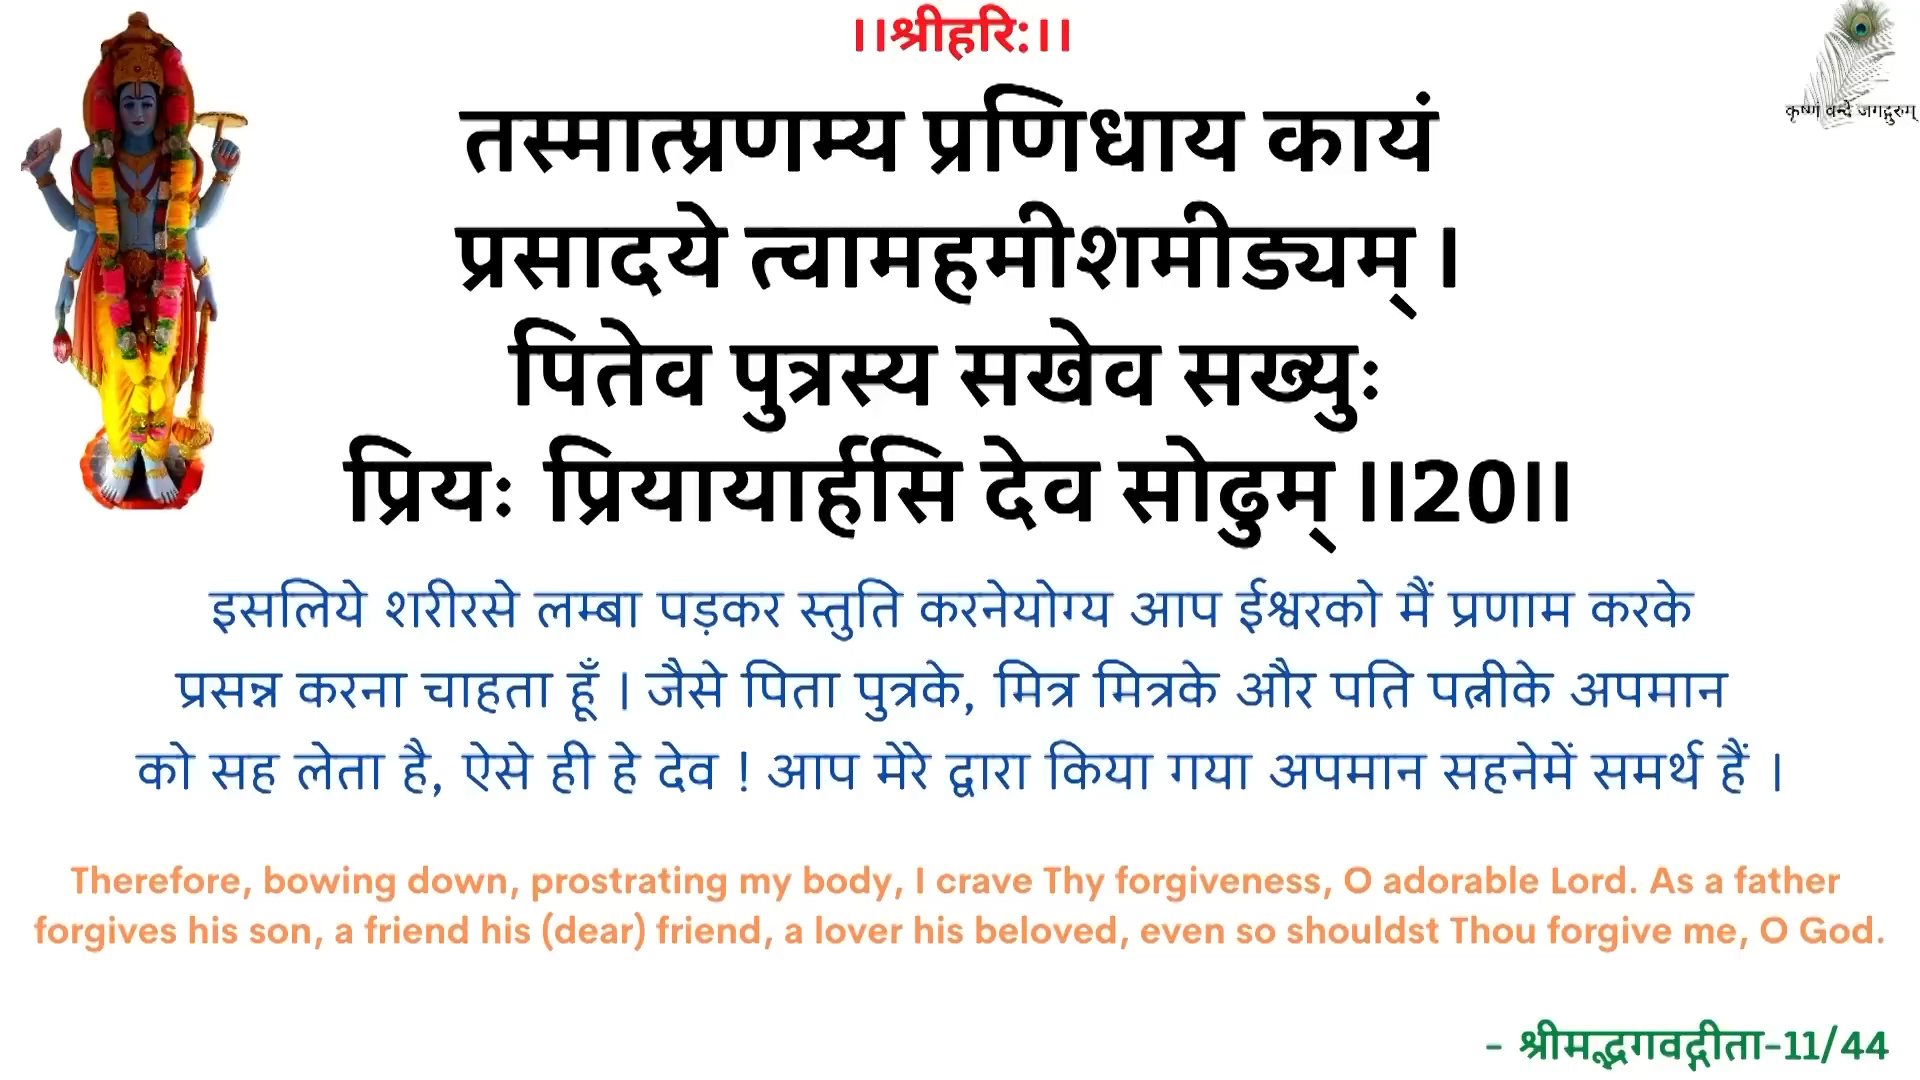 ।।श्रीहरि:।।
कृष्णं वन्दे जगद्गुरुम्
तस्मात्प्रणम्य प्रणिधाय कायं
प्रसादये त्वामहमीशमीड्यम् ।
पितेव पुत्रस्य सखेव सख्युः
प्रियः प्रियायार्हसि देव सोढुम् ।।20।।
इसलिये शरीरसे लम्बा पड़कर स्तुति करनेयोग्य आप ईश्वरको मैं प्रणाम करके
प्रसन्न करना चाहता हूँ । जैसे पिता पुत्रके, मित्र मित्रके और पति पत्नीके अपमान
को सह लेता है, ऐसे ही हे देव ! आप मेरे द्वारा किया गया अपमान सहनेमें समर्थ हैं ।
Therefore, bowing down, prostrating my body, I crave Thy forgiveness, O adorable Lord. As a father
forgives his son, a friend his (dear) friend, a lover his beloved, even so shouldst Thou forgive me, O God.
- श्रीमद्भगवद्गीता-11/44